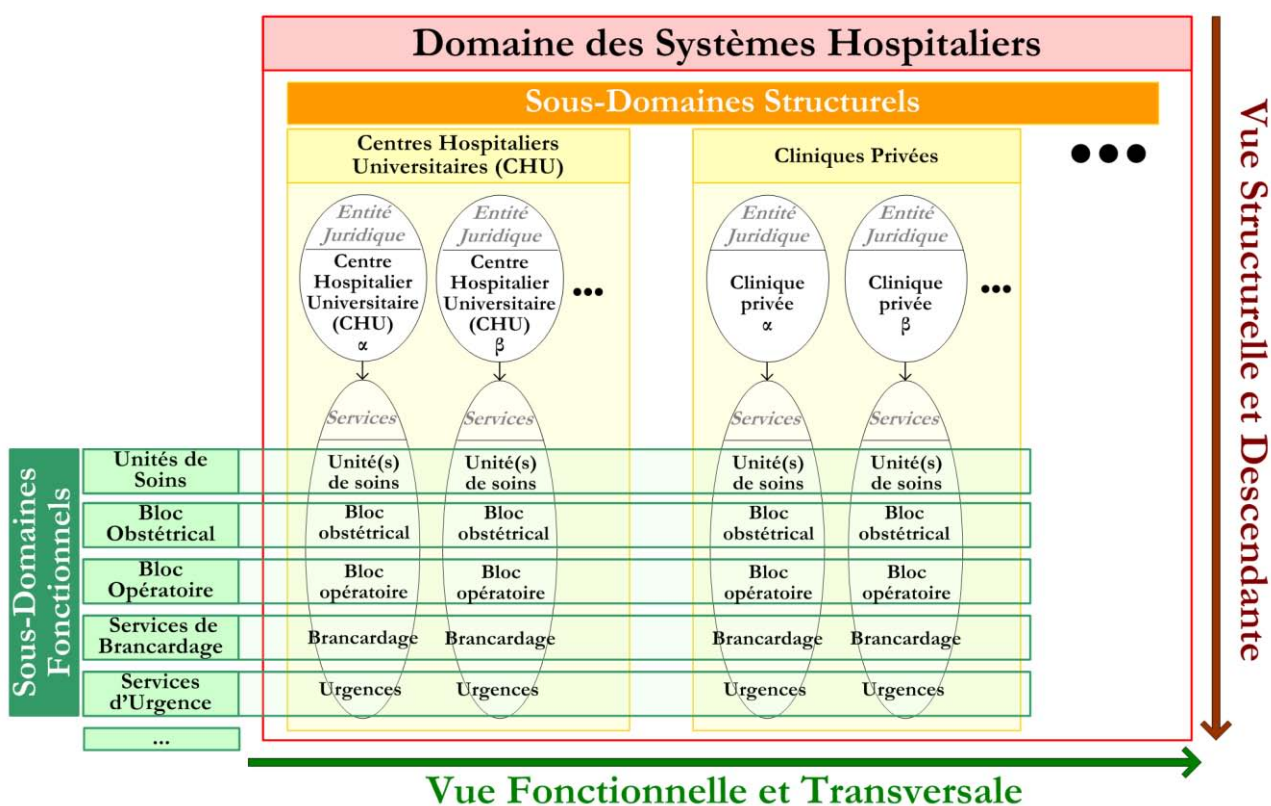 Domaine des Systèmes Hospitaliers
Sous-Domaines Structurels
Centres Hospitaliers
Universitaires (CHU)
Cliniques Privées
●●●
Entité
Juridique
Centre
Hospitalier
Universitaire
(CHU)
α
Entité
Juridique
Centre
Hospitalier
Universitaire
(CHU)
β
...
Entité
Juridique
Clinique
privée
α
Entité
Juridique
Clinique
privée
β
...
Services
Services
Services
Services
Sous-Domaines
Fonctionnels
Unités de
Soins
Unité(s)
de soins
Unité(s)
de soins
Unité(s)
de soins
Unité(s)
de soins
Bloc
Obstétrical
Bloc
obstétrical
Bloc
obstétrical
Bloc
obstétrical
Bloc
obstétrical
Bloc
Opératoire
Bloc
opératoire
Bloc
opératoire
Bloc
opératoire
Bloc
opératoire
Services de
Brancardage
Brancardage
Brancardage
Brancardage
Brancardage
Services
d'Urgence
Urgences
Urgences
Urgences
Urgences
...
Vue Structurelle et Descendante
Vue Fonctionnelle et Transversale